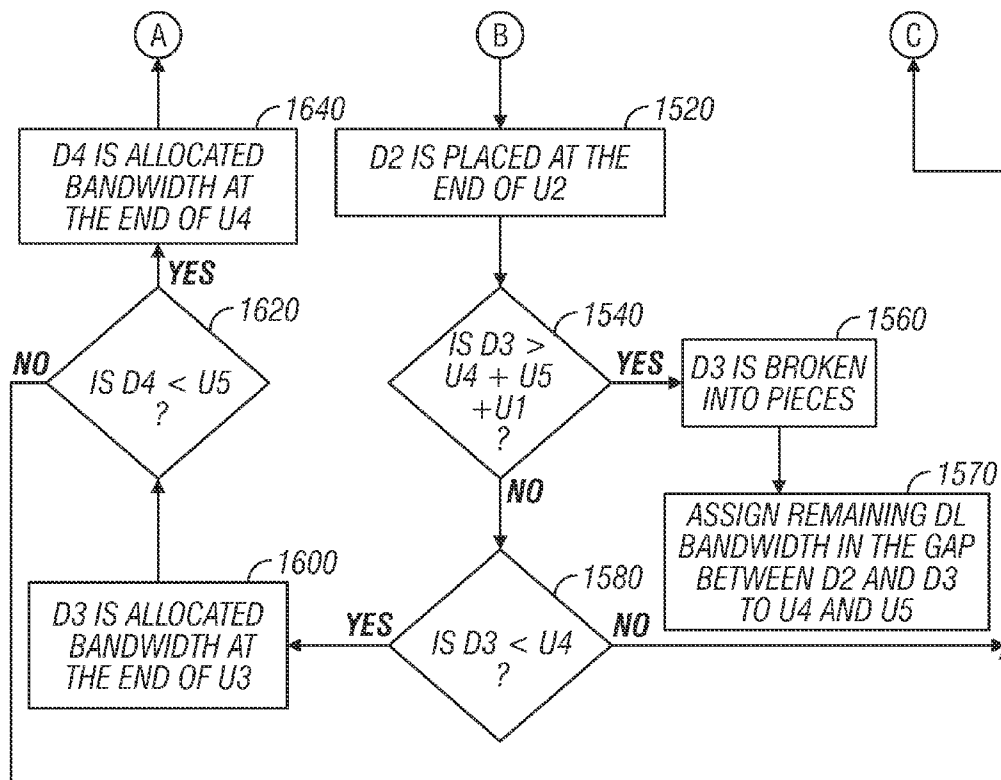 A
B
C
1640
D4 IS ALLOCATED
BANDWIDTH AT
THE END OF U4
1520
D2 IS PLACED AT THE
END OF U2
YES
1620
NO
IS D4 < U5
?
1540
IS D3 >
U4 + U5
+U1
?
YES
1560
D3 IS BROKEN
INTO PIECES
NO
1570
ASSIGN REMAINING DL
BANDWIDTH IN THE GAP
BETWEEN D2 AND D3
TO U4 AND U5
1600
D3 IS ALLOCATED
BANDWIDTH AT
THE END OF U3
YES
1580
IS D3 < U4
?
NO